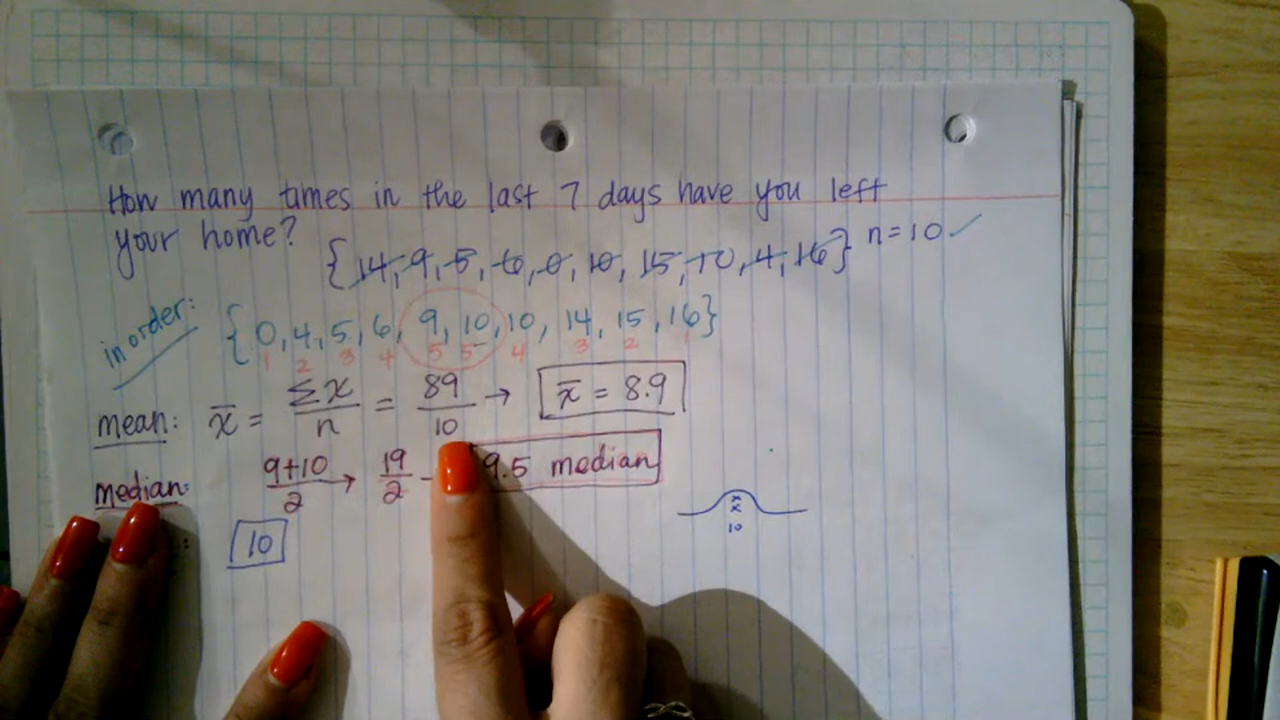 How many times in the last 7 days have you left
your home?
{14, 9, 5, 6, 0, 10, 15, 10, 4, 16} n=10 ✓
in order: {0, 4, 5, 6, 9, 10, 10, 14, 15, 16}
1 2 3 4 5 5 4 3 2 1
mean: x̄ = Σx/n = 89/10 → x̄ = 8.9
median: 9+10/2 → 19/2 9.5 median
: 10
x
x
10